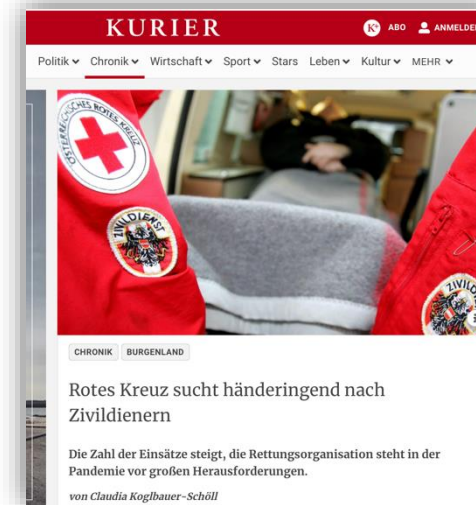 KURIER
K+ ABO ANMELDEN
Politik Chronik Wirtschaft Sport Stars Leben Kultur MEHR
ÖSTERREICHISCHES ROTES KREUZ
ZIVILDIENST
CHRONIK BURGENLAND
Rotes Kreuz sucht händeringend nach
Zivildienern
Die Zahl der Einsätze steigt, die Rettungsorganisation steht in der
Pandemie vor großen Herausforderungen.
von Claudia Koglbauer-Schöll